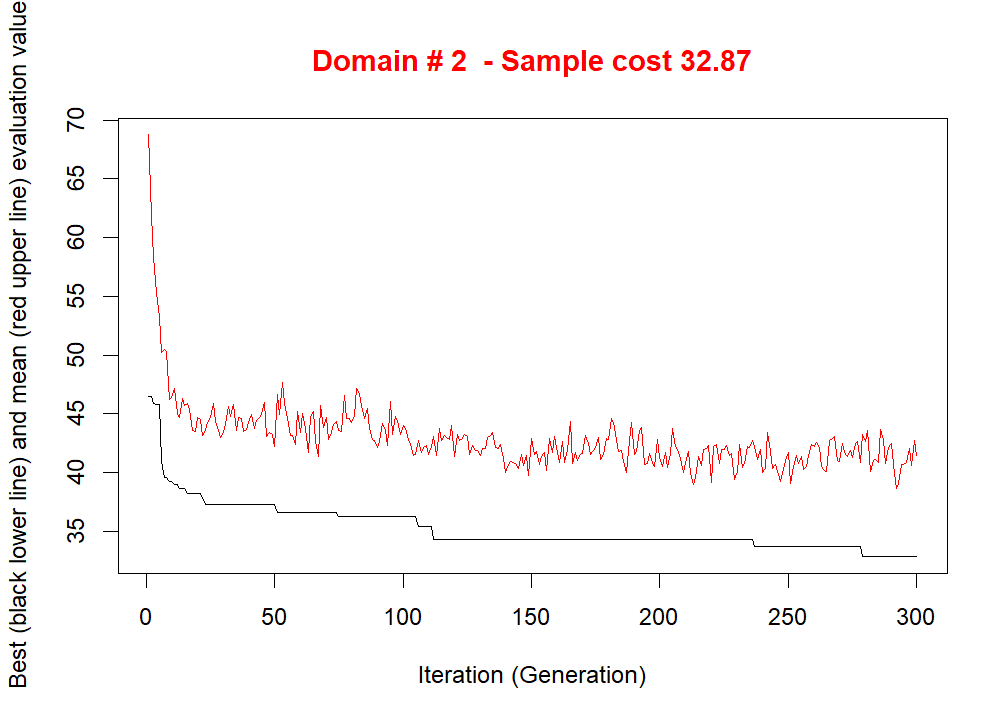 Domain # 2  - Sample cost 32.87
Best (black lower line) and mean (red upper line) evaluation value
70
65
60
55
50
45
40
35
0 50 100 150 200 250 300
Iteration (Generation)